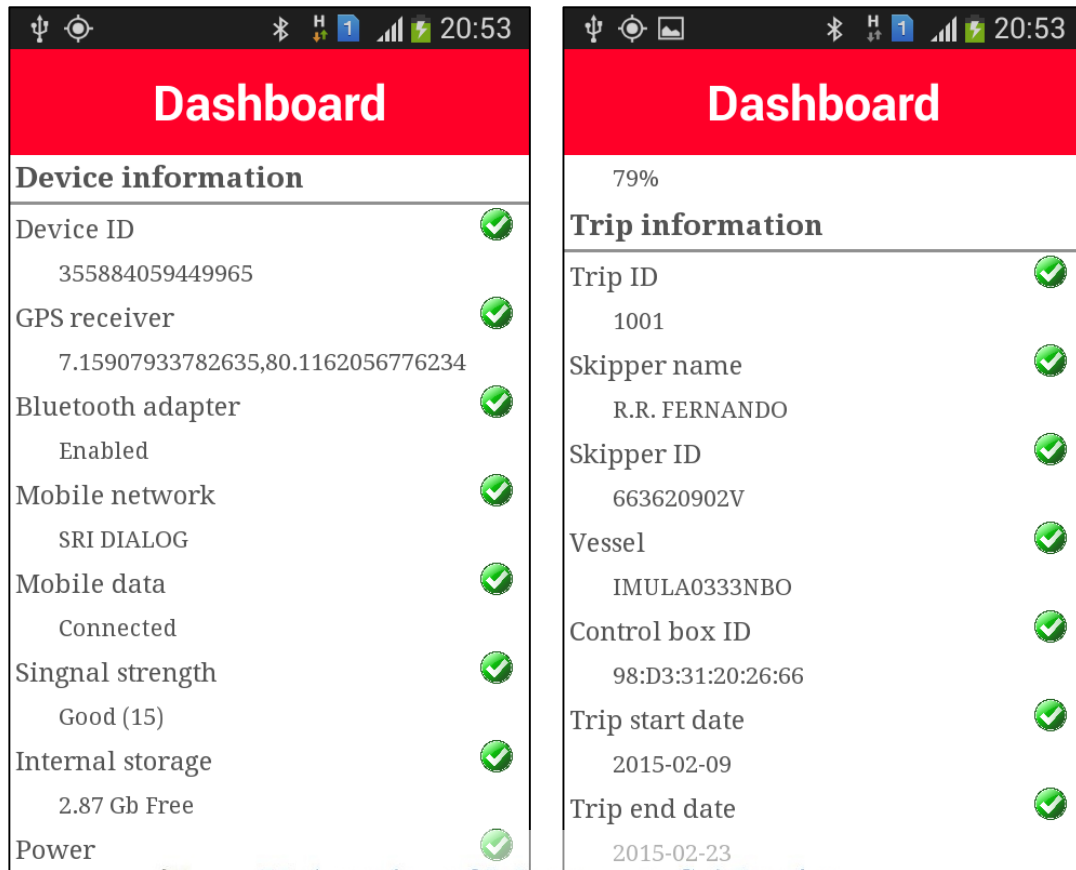 20:53
Dashboard
Device information
Device ID
355884059449965
GPS receiver
7.15907933782635,80.1162056776234
Bluetooth adapter
Enabled
Mobile network
SRI DIALOG
Mobile data
Connected
Singnal strength
Good (15)
Internal storage
2.87 Gb Free
Power
H
1
20:53
Dashboard
79%
Trip information
Trip ID
1001
Skipper name
R.R. FERNANDO
Skipper ID
663620902V
Vessel
IMULA0333NBO
Control box ID
98:D3:31:20:26:66
Trip start date
2015-02-09
Trip end date
2015-02-23